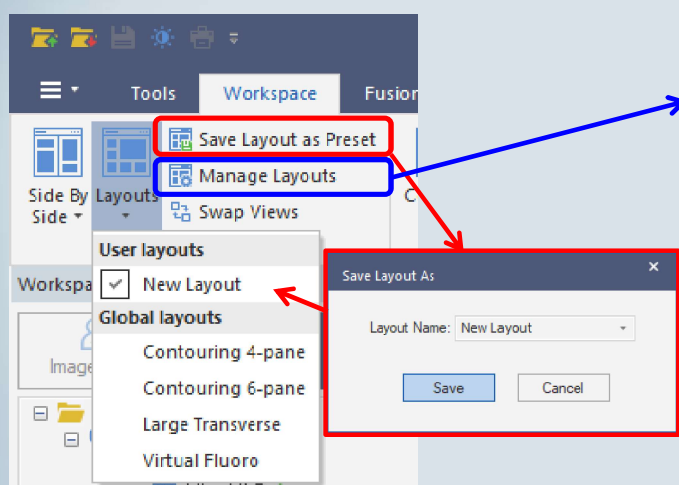 Tools Workspace Fusion
Save Layout as Preset
Manage Layouts
Swap Views
Side By
Side
Layouts
User layouts
New Layout
Global layouts
Contouring 4-pane
Contouring 6-pane
Large Transverse
Virtual Fluoro
Workspa
Image
Save Layout As
Layout Name: New Layout
Save Cancel